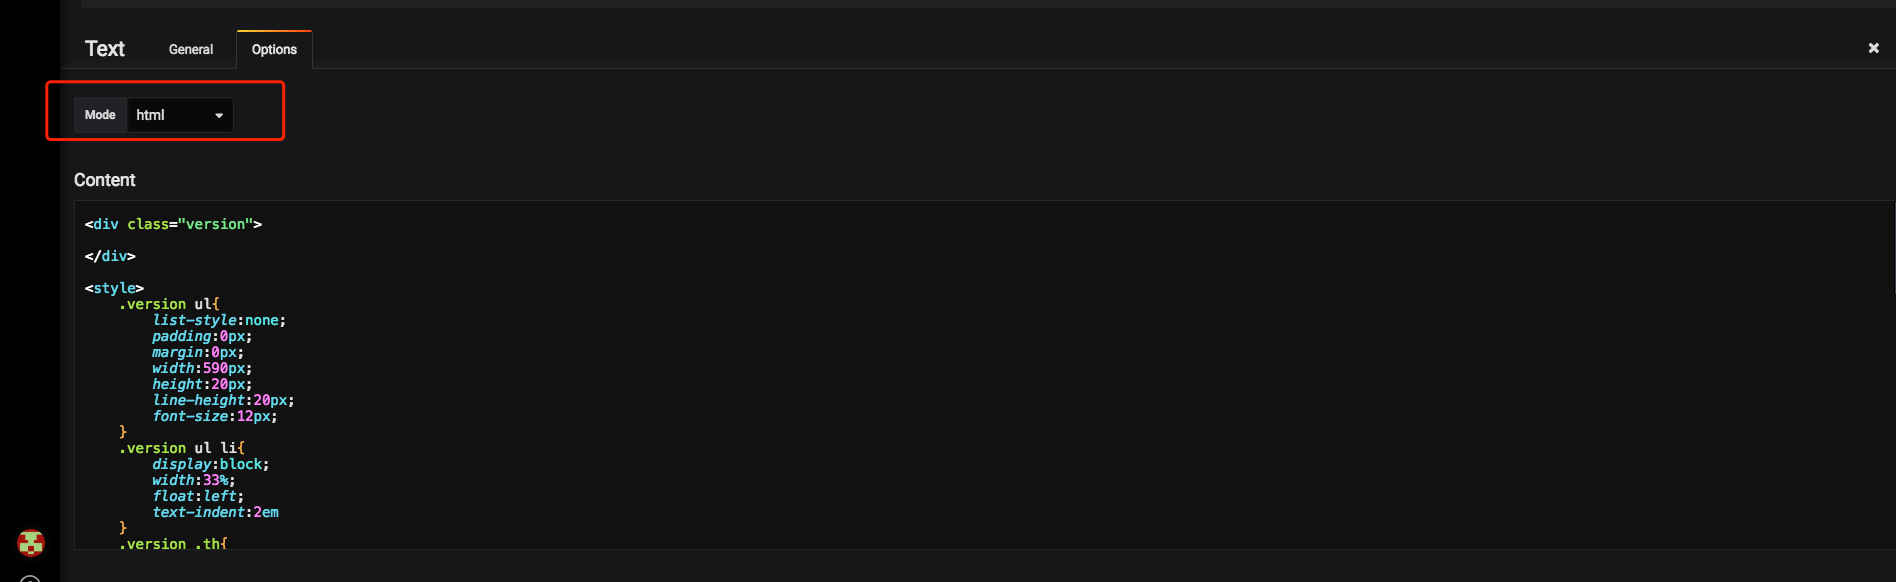 Text General Options ×
Mode html
Content
<div class="version">
</div>
<style>
.version ul{
list-style:none;
padding:0px;
margin:0px;
width:590px;
height:20px;
line-height:20px;
font-size:12px;
}
.version ul li{
display:block;
width:33%;
float:left;
text-indent:2em
}
.version .th{